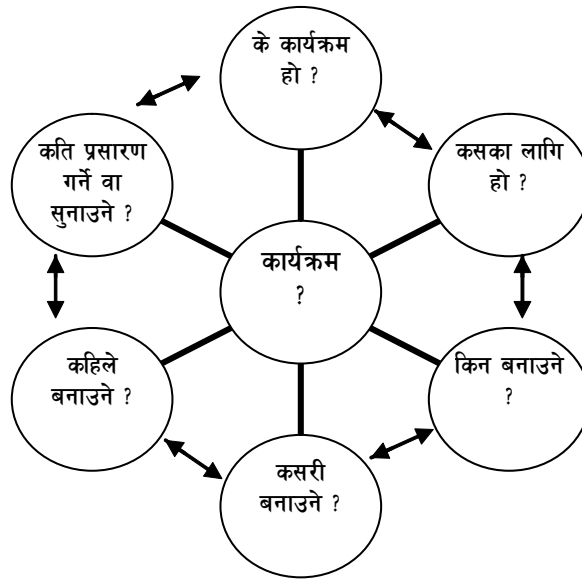 के कार्यक्रम
हो ?
कसका लागि
हो ?
किन बनाउने
?
कसरी
बनाउने ?
कहिले
बनाउने ?
कति प्रसारण
गर्ने वा
सुनाउने ?
कार्यक्रम
?